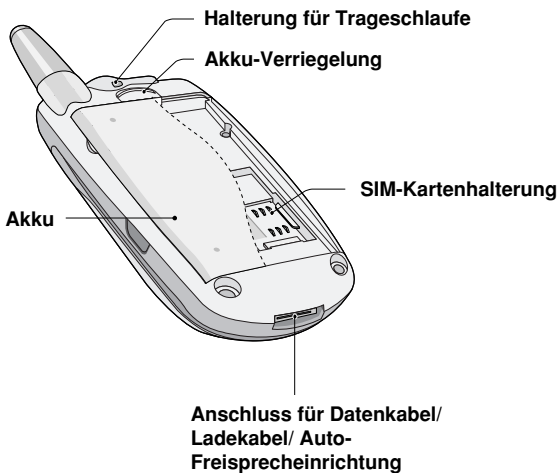 Halterung für Trageschlaufe
Akku-Verriegelung
SIM-Kartenhalterung
Akku
Anschluss für Datenkabel/
Ladekabel/ Auto-
Freisprecheinrichtung